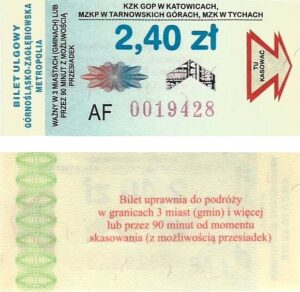 BILET ULGOWY
GÓRNOŚLĄSKO-ZAGŁĘBIOWSKA
METROPOLIA
WAŻNY W 3 MIASTACH (GMINACH) LUB
PRZEZ 90 MINUT Z MOŻLIWOŚCIĄ
PRZESIADEK
KZK GOP W KATOWICACH,
MZKP W TARNOWSKICH GÓRACH, MZK W TYCHACH
2,40 zł
AF 0019428
TU
KASOWAĆ
Bilet uprawnia do podróży
w granicach 3 miast (gmin) i więcej
lub przez 90 minut od momentu
skasowania (z możliwością przesiadek)